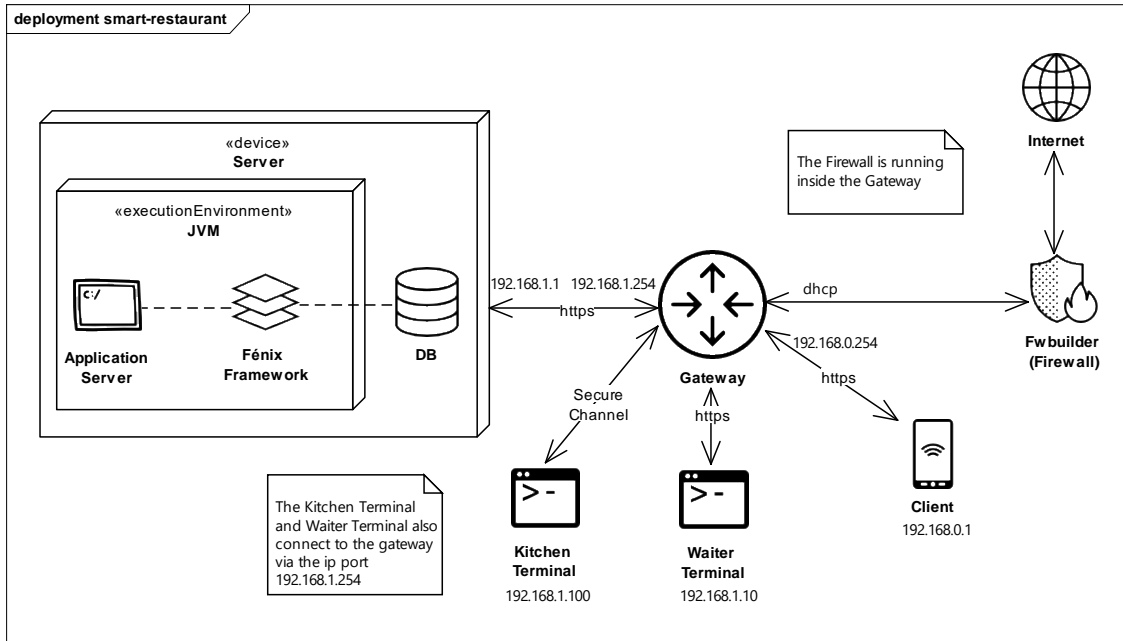 deployment smart-restaurant
«device»
Server
«executionEnvironment»
JVM
C:/
Application
Server
Fénix
Framework
DB
192.168.1.1 192.168.1.254
https
The Firewall is running
inside the Gateway
Internet
dhcp
Fwbuilder
(Firewall)
192.168.0.254
Gateway
https
Secure
Channel
https
The Kitchen Terminal
and Waiter Terminal also
connect to the gateway
via the ip port
192.168.1.254
>-
Kitchen
Terminal
192.168.1.100
>-
Waiter
Terminal
192.168.1.10
Client
192.168.0.1